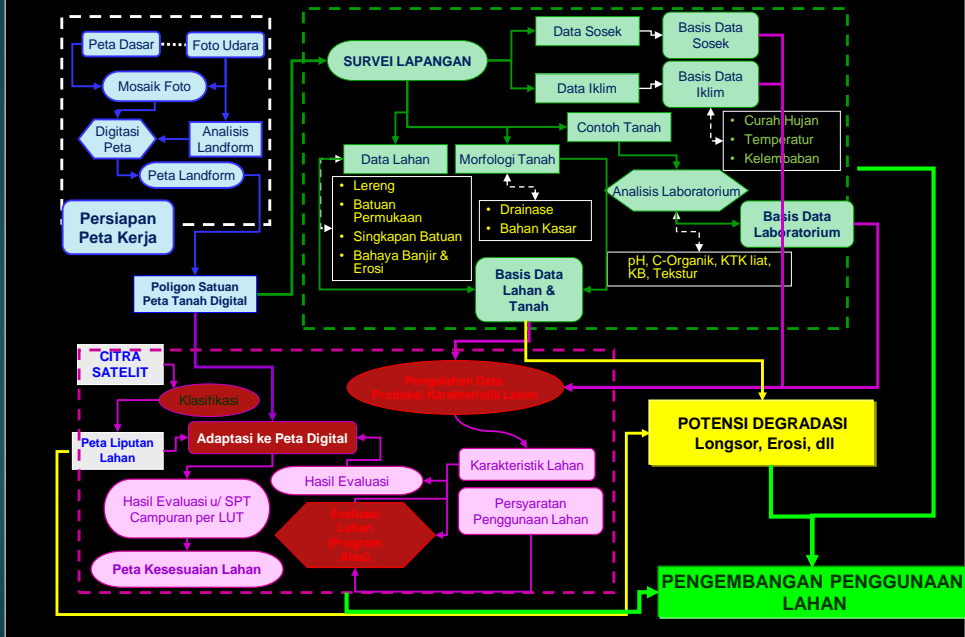 Peta Dasar
Foto Udara
Mosaik Foto
Digitasi
Peta
Analisis
Landform
Peta Landform
Persiapan
Peta Kerja
Poligon Satuan
Peta Tanah Digital
SURVEI LAPANGAN
Data Sosek
Basis Data
Sosek
Data Iklim
Basis Data
Iklim
• Curah Hujan
• Temperatur
• Kelembaban
Contoh Tanah
Data Lahan
Morfologi Tanah
• Lereng
• Batuan
Permukaan
• Singkapan Batuan
• Bahaya Banjir &
Erosi
• Drainase
• Bahan Kasar
Analisis Laboratorium
Basis Data
Laboratorium
pH, C-Organik, KTK liat,
KB, Tekstur
Basis Data
Lahan &
Tanah
CITRA
SATELIT
Klasifikasi
Peta Liputan
Lahan
Adaptasi ke Peta Digital
Pengolahan Data
Produksi Karakteristik Lahan
Karakteristik Lahan
Hasil Evaluasi
Persyaratan
Penggunaan Lahan
Hasil Evaluasi u/ SPT
Campuran per LUT
Evaluasi
Lahan
(Program
Ales)
Peta Kesesuaian Lahan
POTENSI DEGRADASI
Longsor, Erosi, dll
PENGEMBANGAN PENGGUNAAN
LAHAN